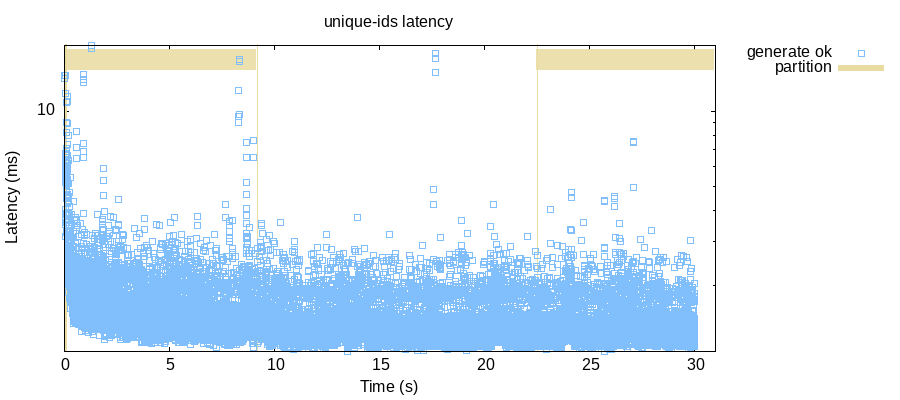 unique-ids latency
generate ok
partition
10
Latency (ms)
0 5 10 15 20 25 30
Time (s)